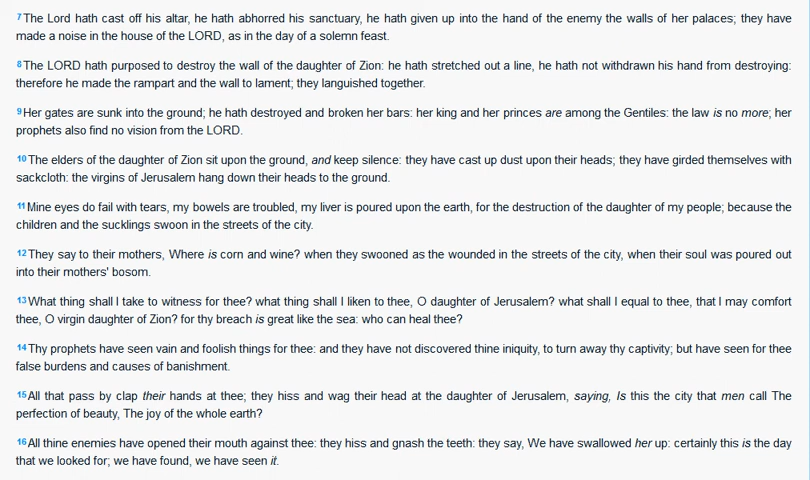 7The Lord hath cast off his altar, he hath abhorred his sanctuary, he hath given up into the hand of the enemy the walls of her palaces; they have
made a noise in the house of the LORD, as in the day of a solemn feast.
8The LORD hath purposed to destroy the wall of the daughter of Zion: he hath stretched out a line, he hath not withdrawn his hand from destroying:
therefore he made the rampart and the wall to lament; they languished together.
9Her gates are sunk into the ground; he hath destroyed and broken her bars: her king and her princes are among the Gentiles: the law is no more; her
prophets also find no vision from the LORD.
10The elders of the daughter of Zion sit upon the ground, and keep silence: they have cast up dust upon their heads; they have girded themselves with
sackcloth: the virgins of Jerusalem hang down their heads to the ground.
11Mine eyes do fail with tears, my bowels are troubled, my liver is poured upon the earth, for the destruction of the daughter of my people; because the
children and the sucklings swoon in the streets of the city.
12They say to their mothers, Where is corn and wine? when they swooned as the wounded in the streets of the city, when their soul was poured out
into their mothers' bosom.
13What thing shall I take to witness for thee? what thing shall I liken to thee, O daughter of Jerusalem? what shall I equal to thee, that I may comfort
thee, O virgin daughter of Zion? for thy breach is great like the sea: who can heal thee?
14Thy prophets have seen vain and foolish things for thee: and they have not discovered thine iniquity, to turn away thy captivity; but have seen for thee
false burdens and causes of banishment.
15All that pass by clap their hands at thee; they hiss and wag their head at the daughter of Jerusalem, saying, Is this the city that men call The
perfection of beauty, The joy of the whole earth?
16All thine enemies have opened their mouth against thee: they hiss and gnash the teeth: they say, We have swallowed her up: certainly this is the day
that we looked for; we have found, we have seen it.